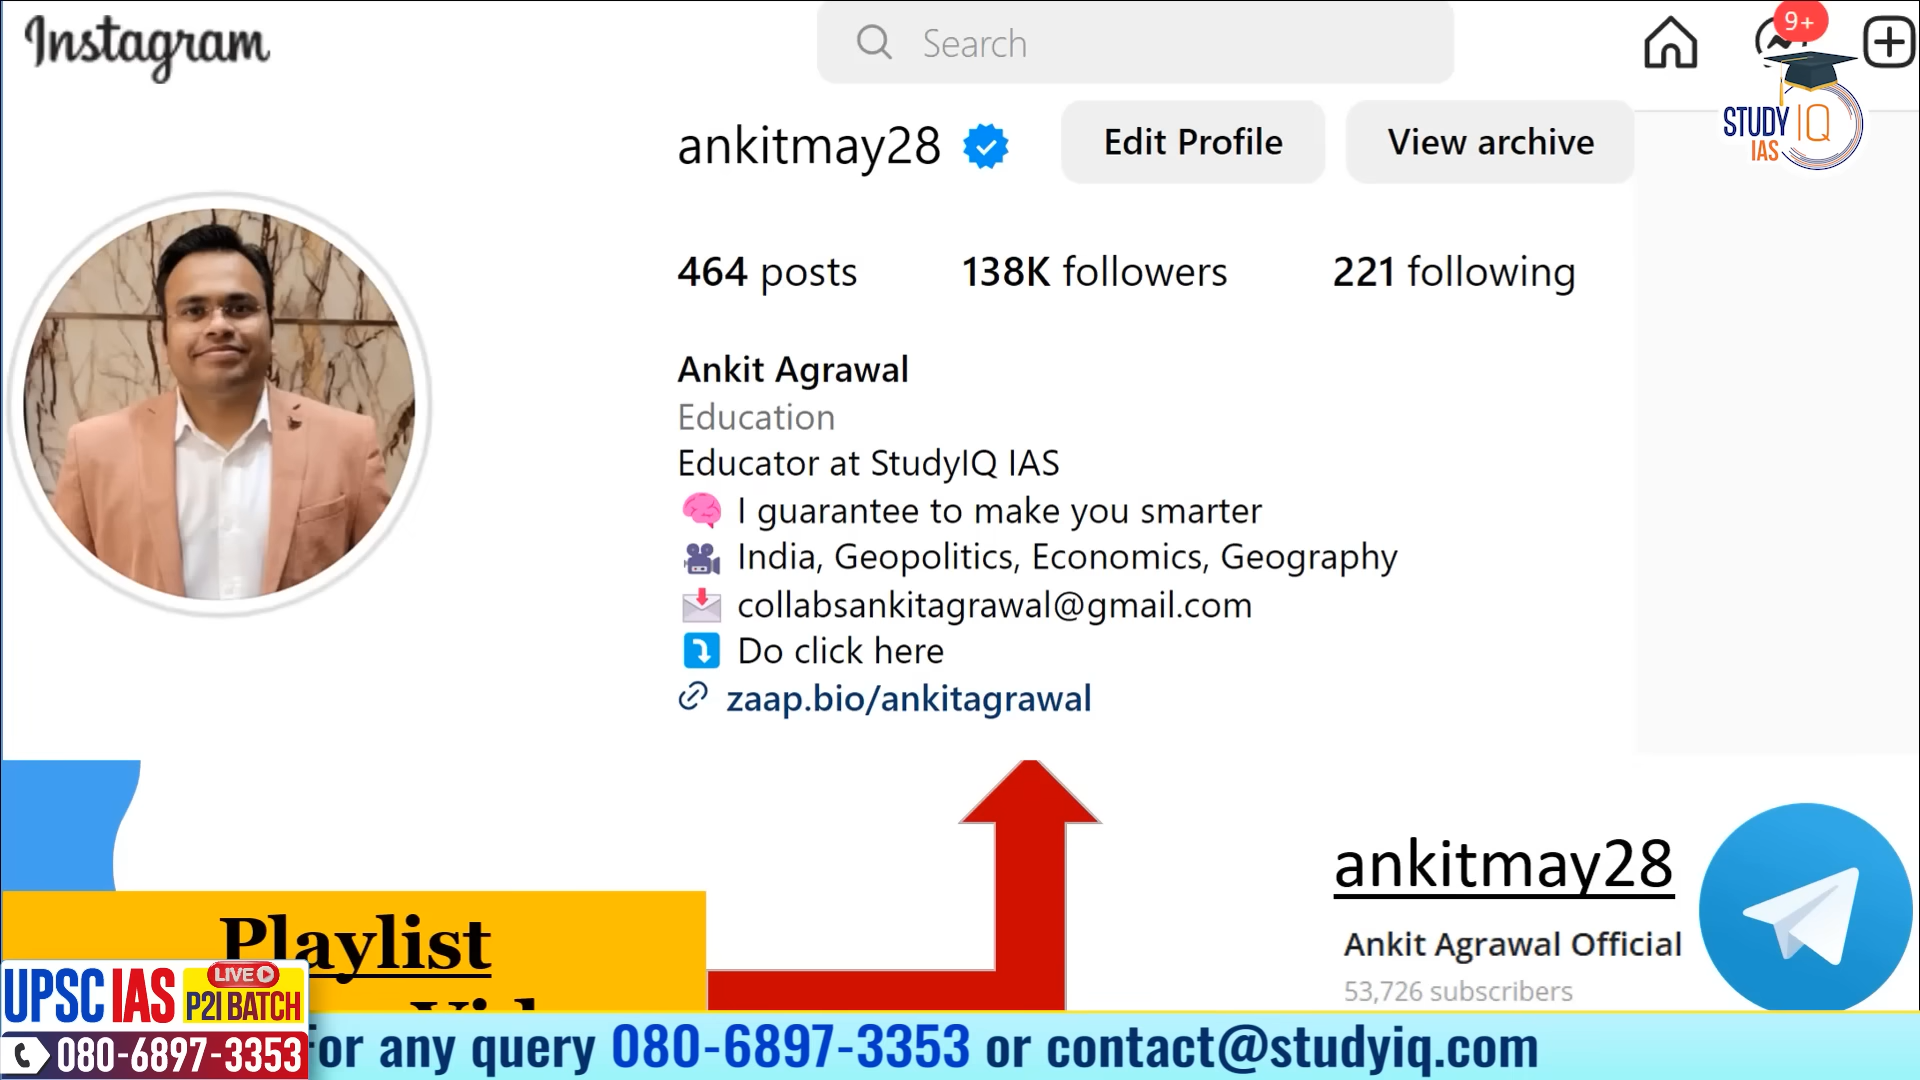 Instagram
Search
9+
STUDY IQ
IAS
ankitmay28
Edit Profile
View archive
464 posts
138K followers
221 following
Ankit Agrawal
Education
Educator at StudyIQ IAS
I guarantee to make you smarter
India, Geopolitics, Economics, Geography
collabsankitagrawal@gmail.com
Do click here
zaap.bio/ankitagrawal
ankitmay28
Ankit Agrawal Official
53,726 subscribers
Playlist
UPSC IAS LIVE P2I BATCH
080-6897-3353
For any query 080-6897-3353 or contact@studyiq.com